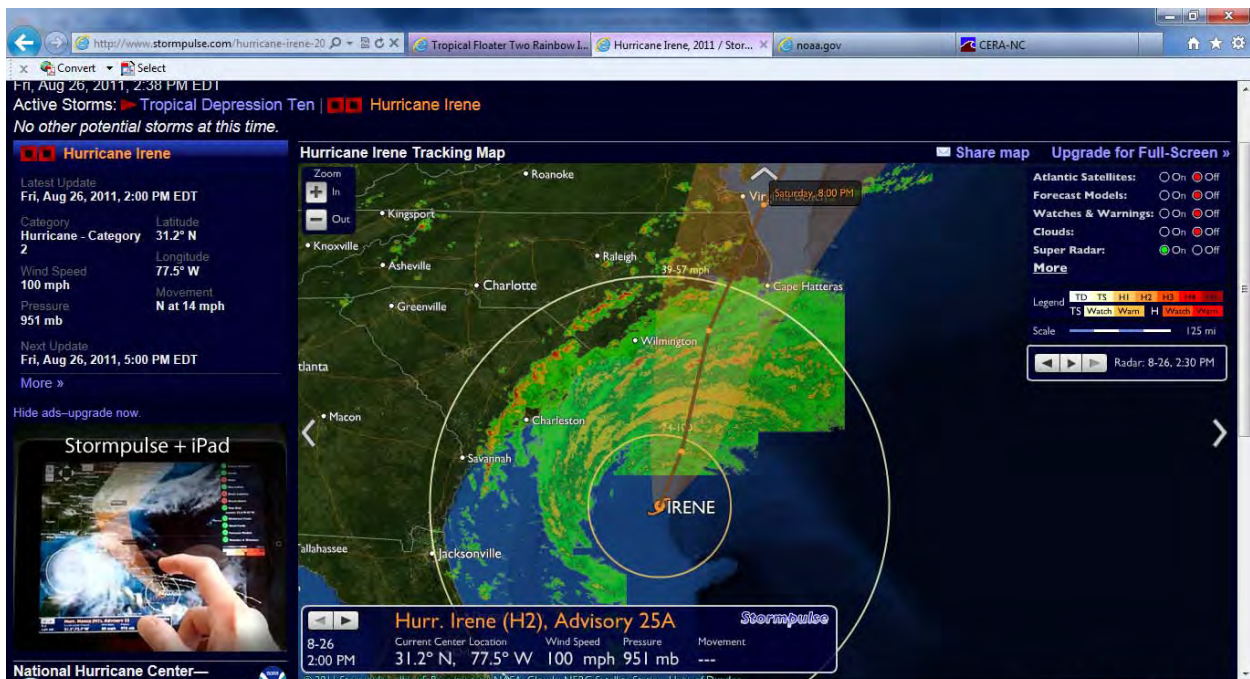 http://www.stormpulse.com/hurricane-irene-20
Tropical Floater Two Rainbow I...
Hurricane Irene, 2011 / Stor...
noaa.gov
CERA-NC
Convert
Select
Fri, Aug 26, 2011, 2:38 PM EDT
Active Storms: Tropical Depression Ten | Hurricane Irene
No other potential storms at this time.
Hurricane Irene
Latest Update
Fri, Aug 26, 2011, 2:00 PM EDT
Category
Hurricane - Category 2
Latitude
31.2° N
Longitude
77.5° W
Wind Speed
100 mph
Movement
N at 14 mph
Pressure
951 mb
Next Update
Fri, Aug 26, 2011, 5:00 PM EDT
More »
Hide ads–upgrade now.
Stormpulse + iPad
National Hurricane Center—
Hurricane Irene Tracking Map
Share map
Upgrade for Full-Screen »
Zoom
In
Out
Roanoke
Kingsport
Knoxville
Asheville
Raleigh
Charlotte
Greenville
Saturday, 8:00 PM
39-57 mph
Cape Hatteras
Wilmington
tlanta
Macon
Charleston
Savannah
IRENE
allahassee
Jacksonville
Atlantic Satellites: On Off
Forecast Models: On Off
Watches & Warnings: On Off
Clouds: On Off
Super Radar: On Off
More
Legend TD TS H1 H2 H3 H4 H5
TS Watch Warn H Watch Warn
Scale 125 mi
Radar: 8-26, 2:30 PM
Hurr. Irene (H2), Advisory 25A
Stormpulse
8-26
2:00 PM
Current Center Location Wind Speed Pressure Movement
31.2° N, 77.5° W 100 mph 951 mb ---